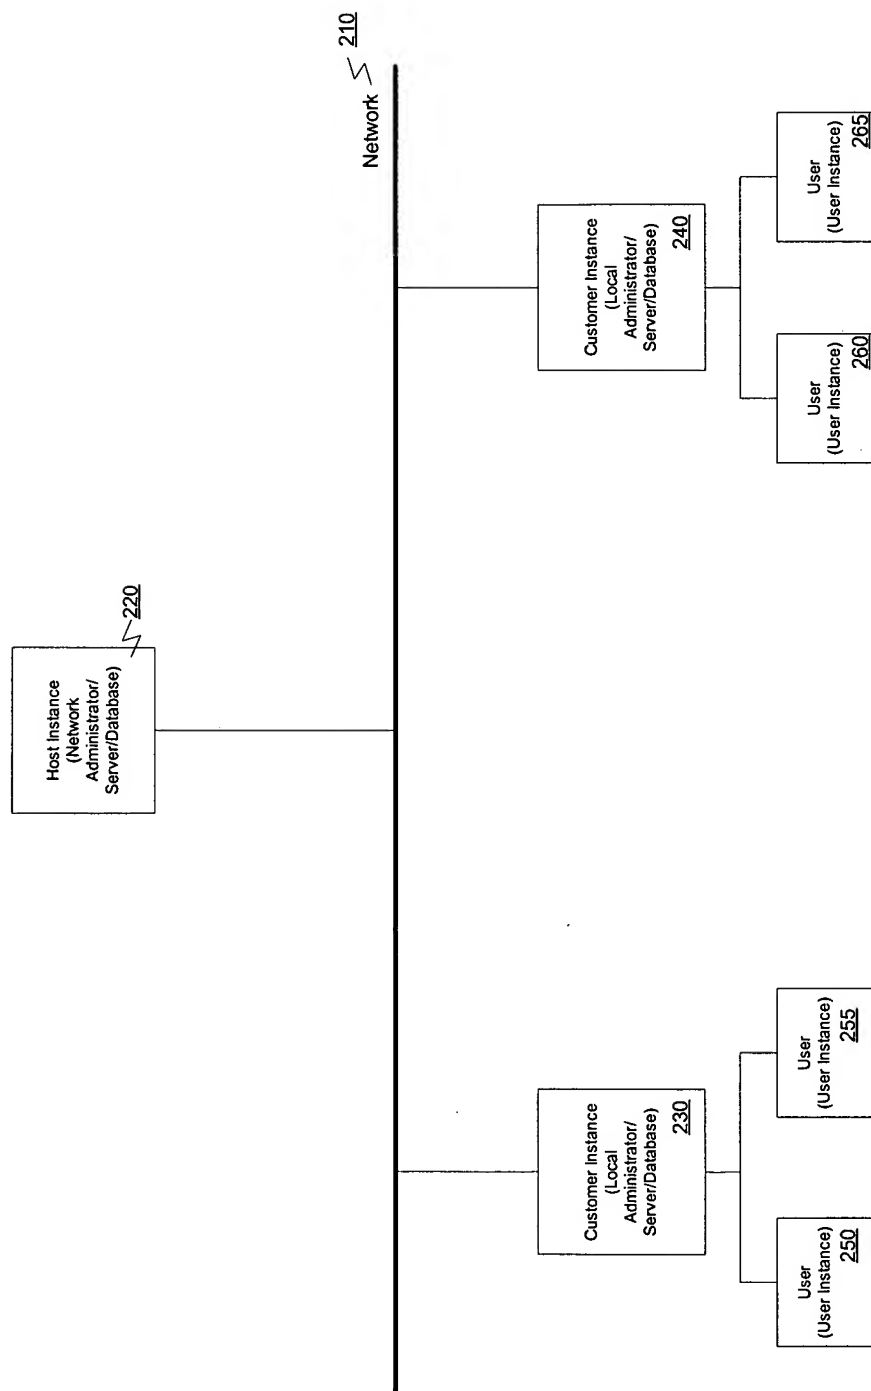 Host Instance
(Network
Administrator/
Server/Database)
220
Network
210
Customer Instance
(Local
Administrator/
Server/Database)
230
Customer Instance
(Local
Administrator/
Server/Database)
240
User
(User Instance)
250
User
(User Instance)
255
User
(User Instance)
260
User
(User Instance)
265